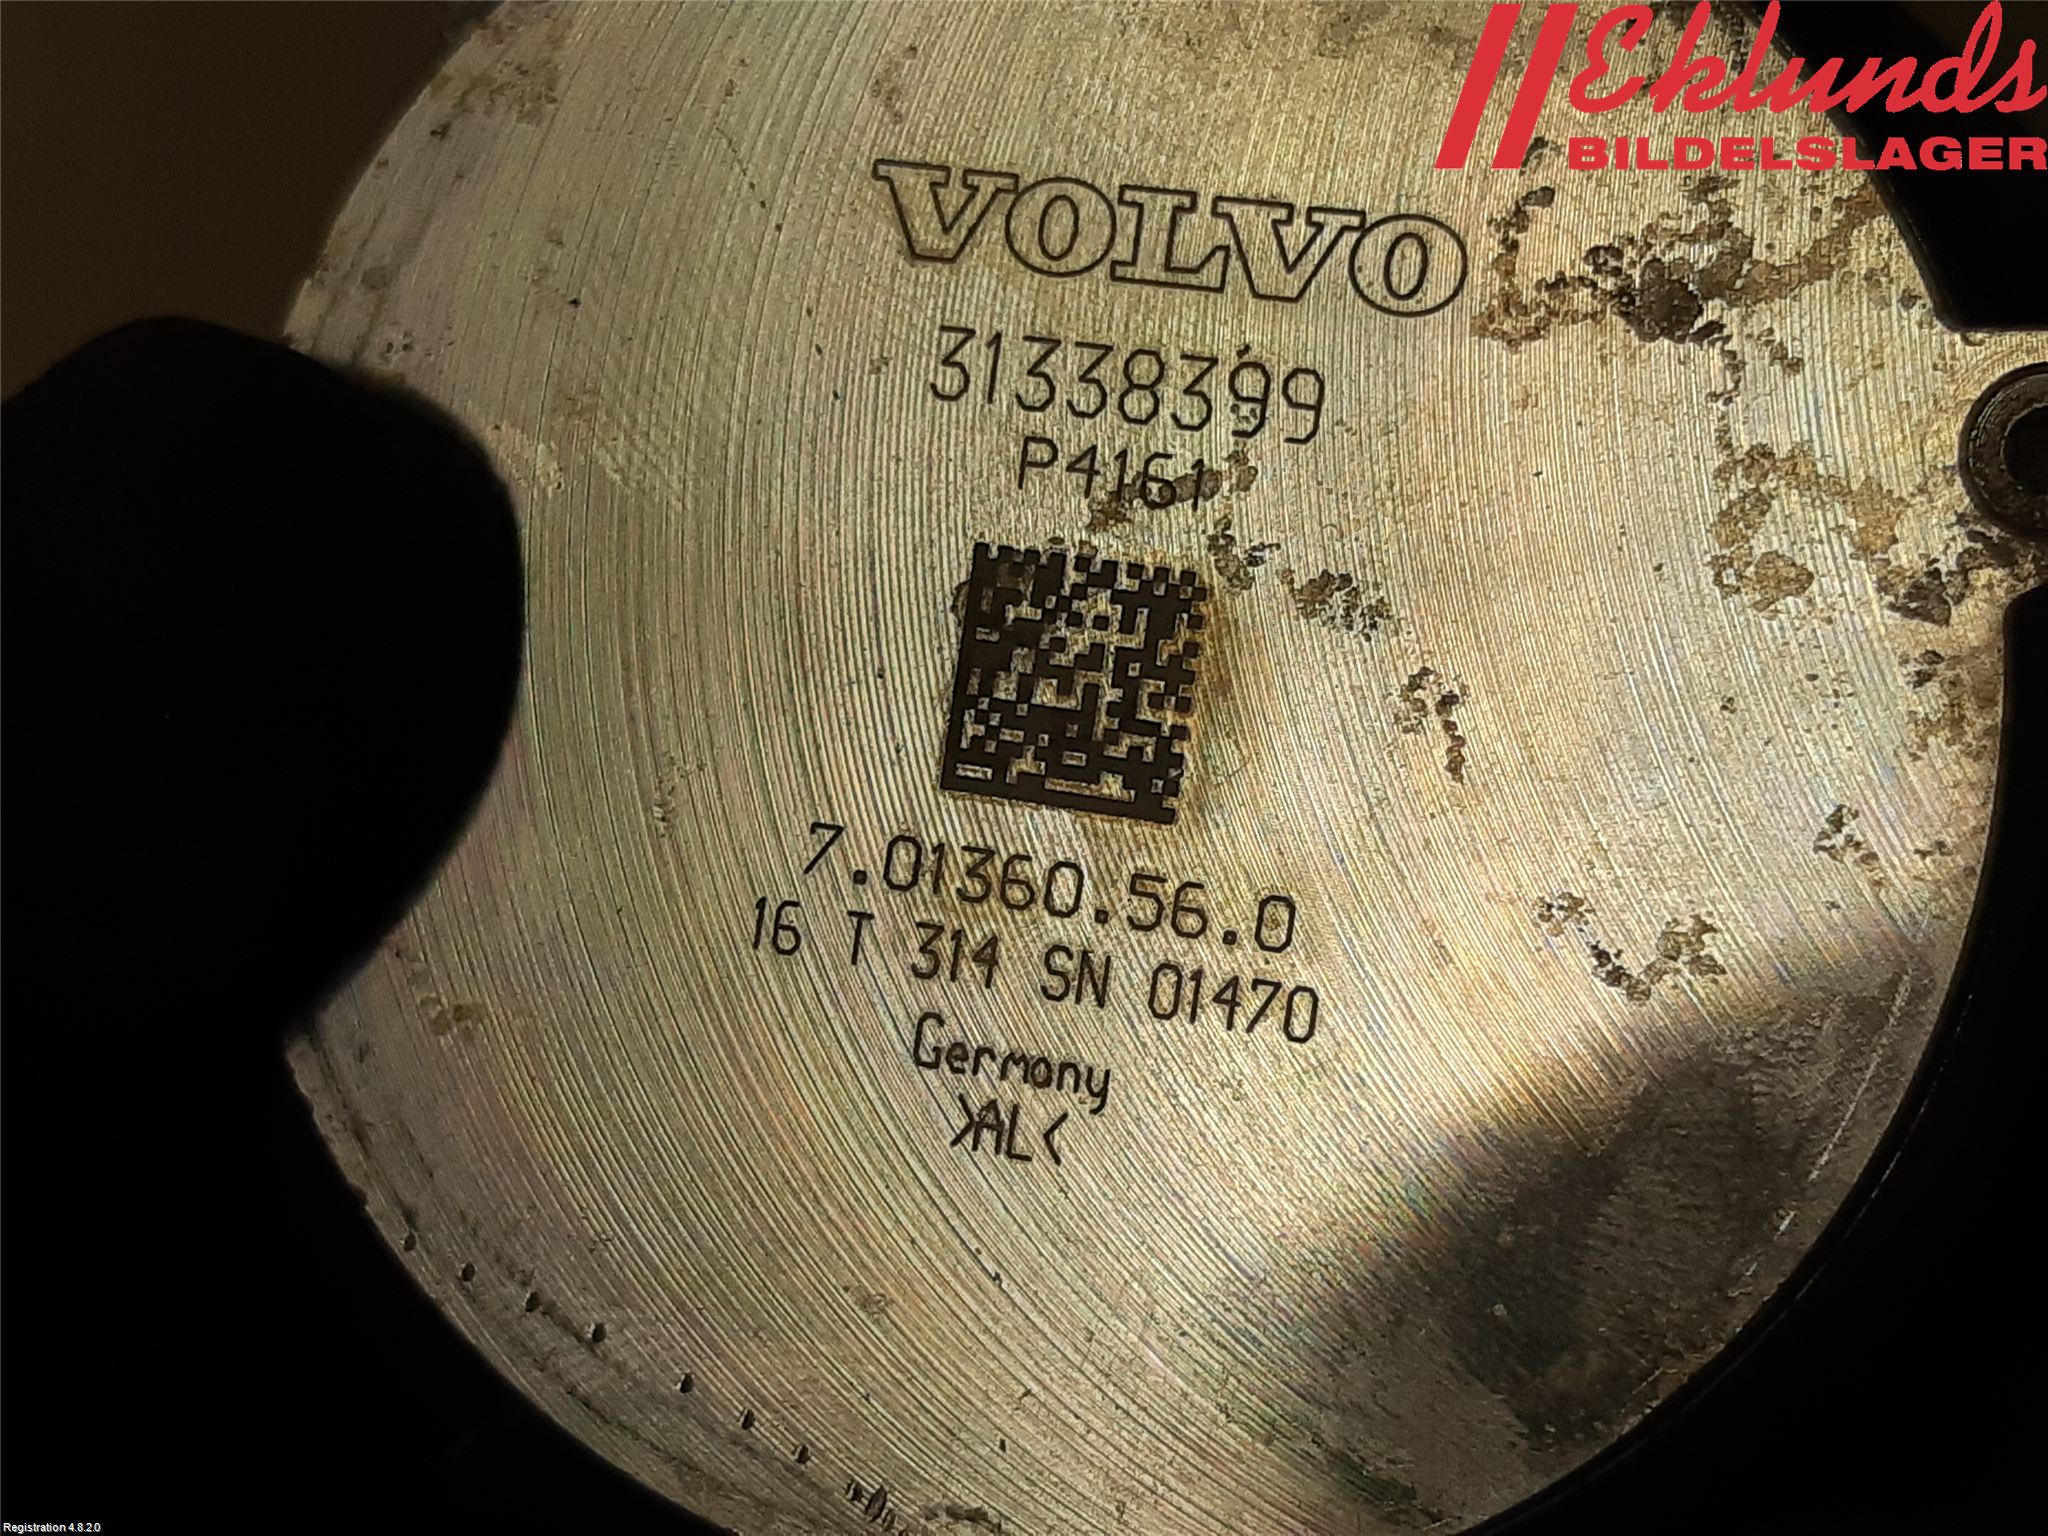 Eklunds
BILDELSLAGER
VOLVO
31338399
P4161
7.01360.56.0
16 T 314 SN 01470
Germany
>AL<
Registration 4.8.2.0